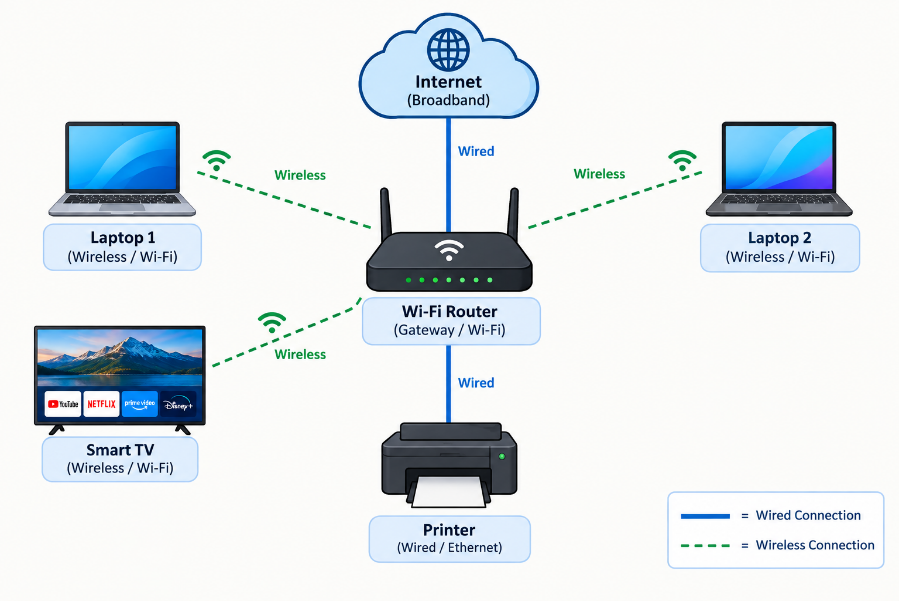 Internet
(Broadband)
Wired
Wireless
Wireless
Laptop 1
(Wireless / Wi-Fi)
Laptop 2
(Wireless / Wi-Fi)
Wi-Fi Router
(Gateway / Wi-Fi)
Wireless
YouTube
NETFLIX
prime video
Disney+
Wired
Smart TV
(Wireless / Wi-Fi)
Printer
(Wired / Ethernet)
= Wired Connection
= Wireless Connection